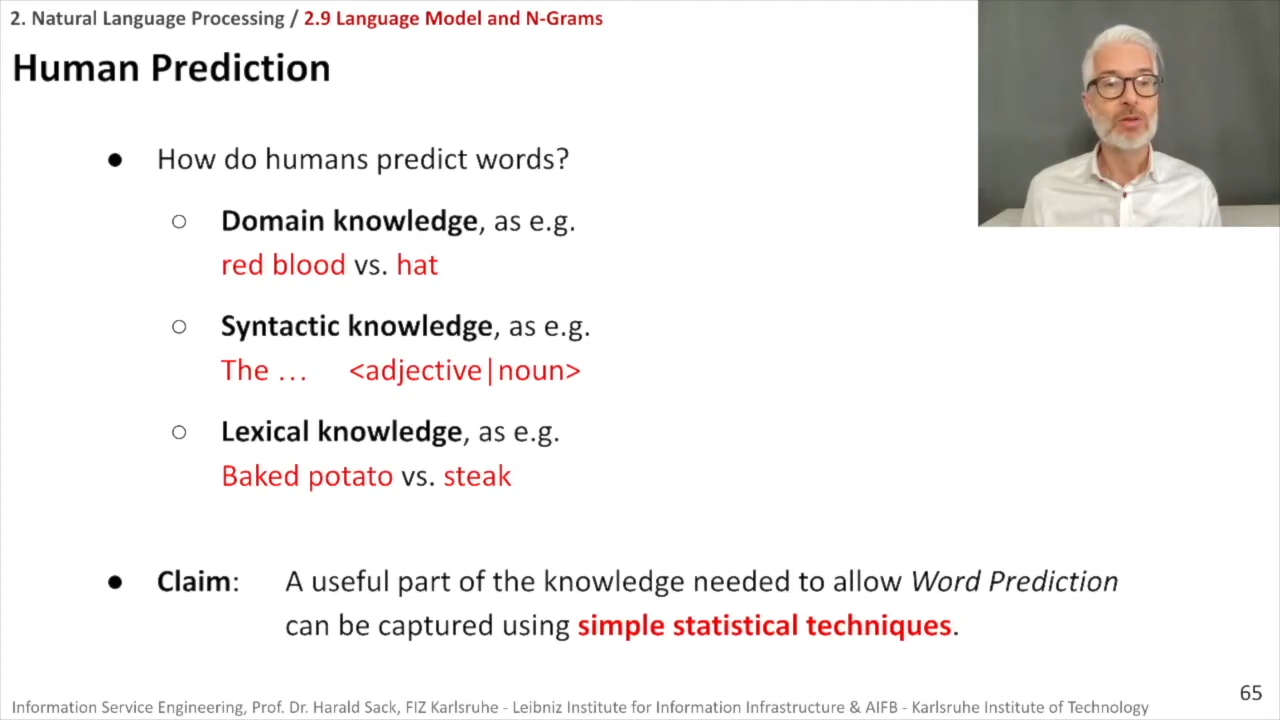 2. Natural Language Processing / 2.9 Language Model and N-Grams
Human Prediction
● How do humans predict words?
○ Domain knowledge, as e.g.
red blood vs. hat
○ Syntactic knowledge, as e.g.
The … <adjective|noun>
○ Lexical knowledge, as e.g.
Baked potato vs. steak
● Claim: A useful part of the knowledge needed to allow Word Prediction
can be captured using simple statistical techniques.
65
Information Service Engineering, Prof. Dr. Harald Sack, FIZ Karlsruhe - Leibniz Institute for Information Infrastructure & AIFB - Karlsruhe Institute of Technology